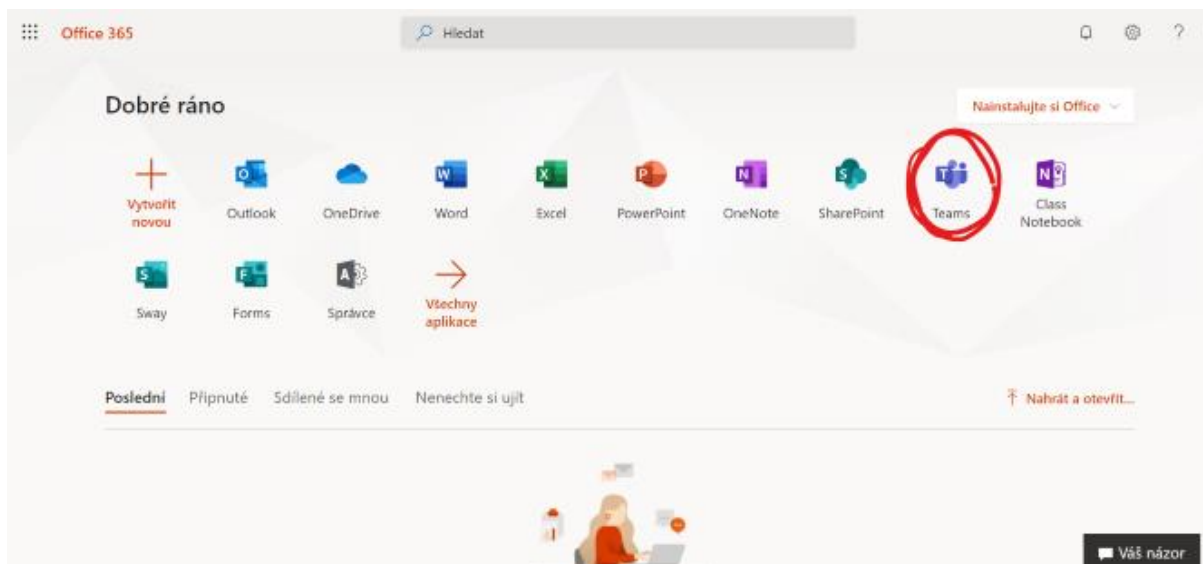 Office 365
Hledat
?
Dobré ráno
Nainstalujte si Office
Vytvořit
novou
Outlook
OneDrive
Word
Excel
PowerPoint
OneNote
SharePoint
Teams
Class
Notebook
Sway
Forms
Správce
Všechny
aplikace
Poslední Připnuté Sdílené se mnou Nenechte si ujít
Nahrát a otevřít...
Váš názor